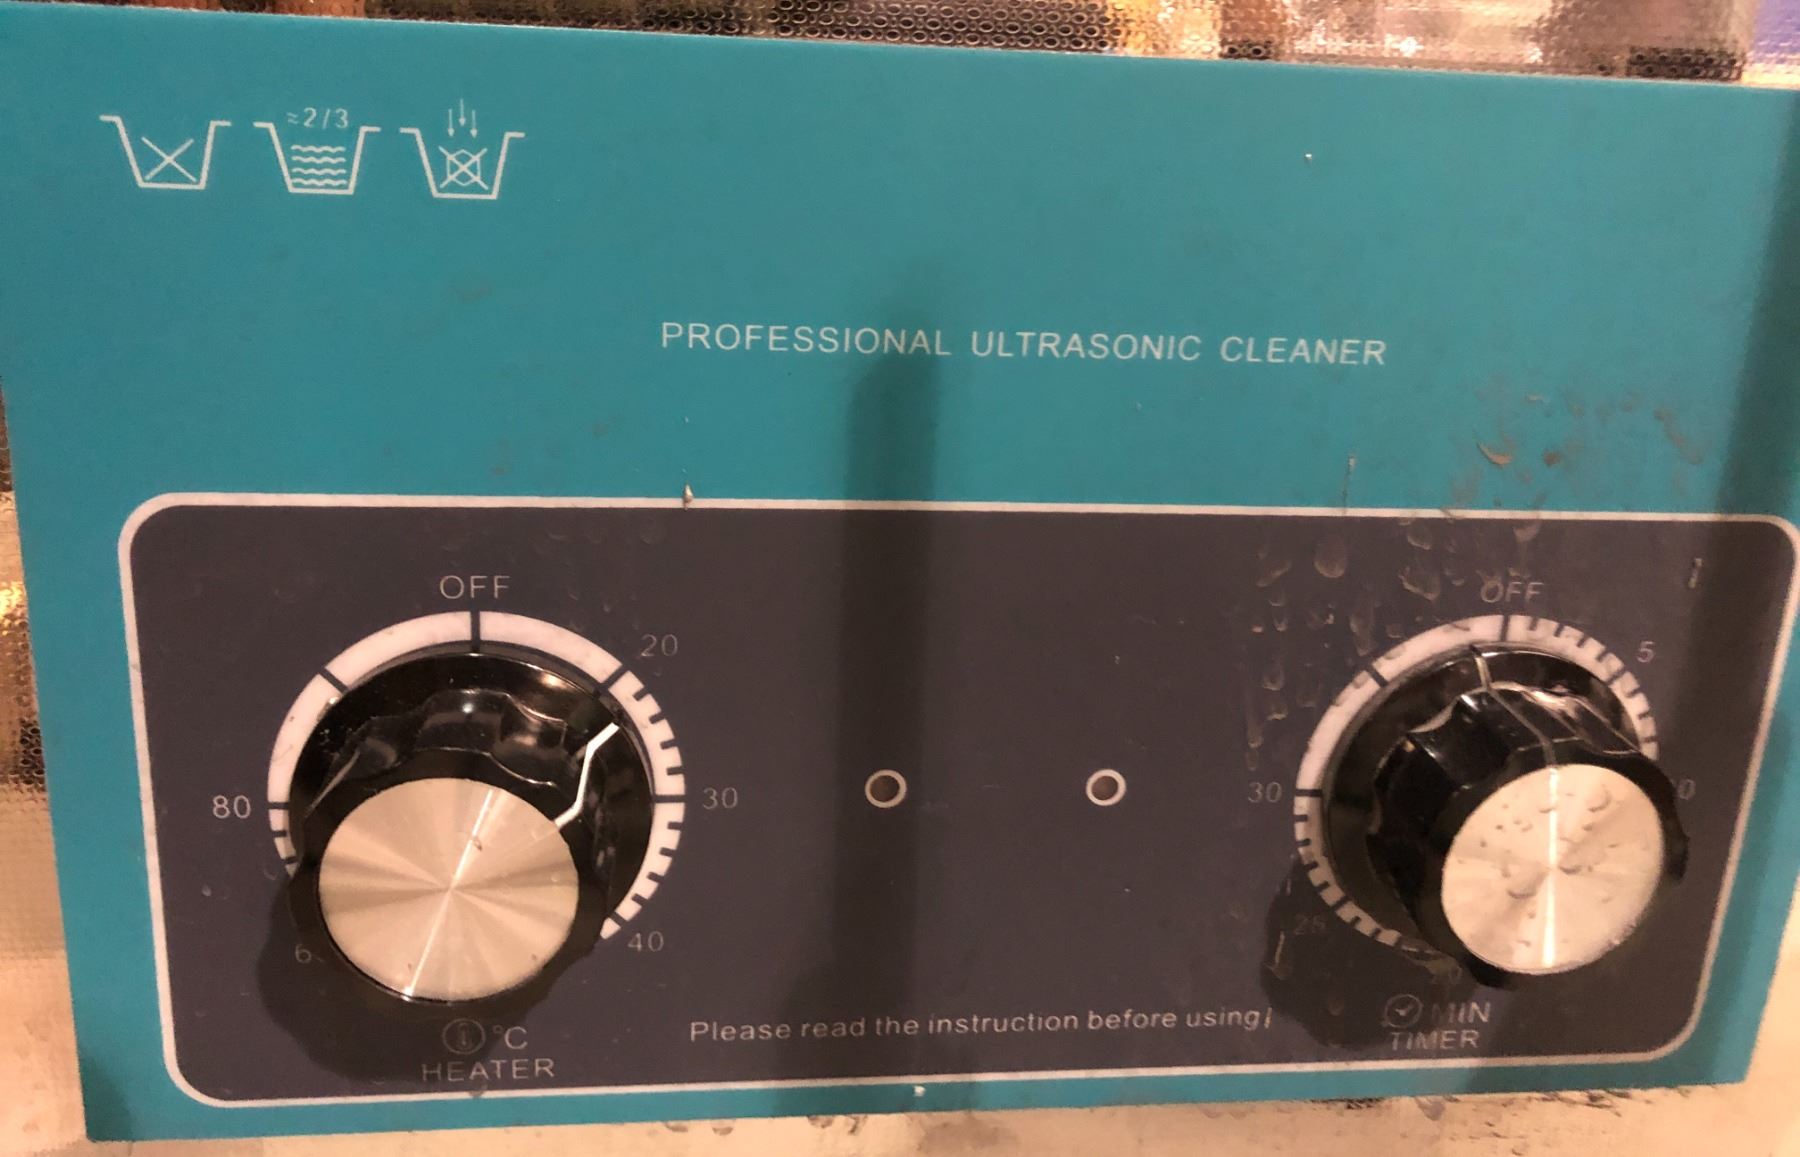 ≈2/3
PROFESSIONAL ULTRASONIC CLEANER
OFF
20
30
40
80
°C
HEATER
Please read the instruction before using!
OFF
5
30
25
MIN
TIMER